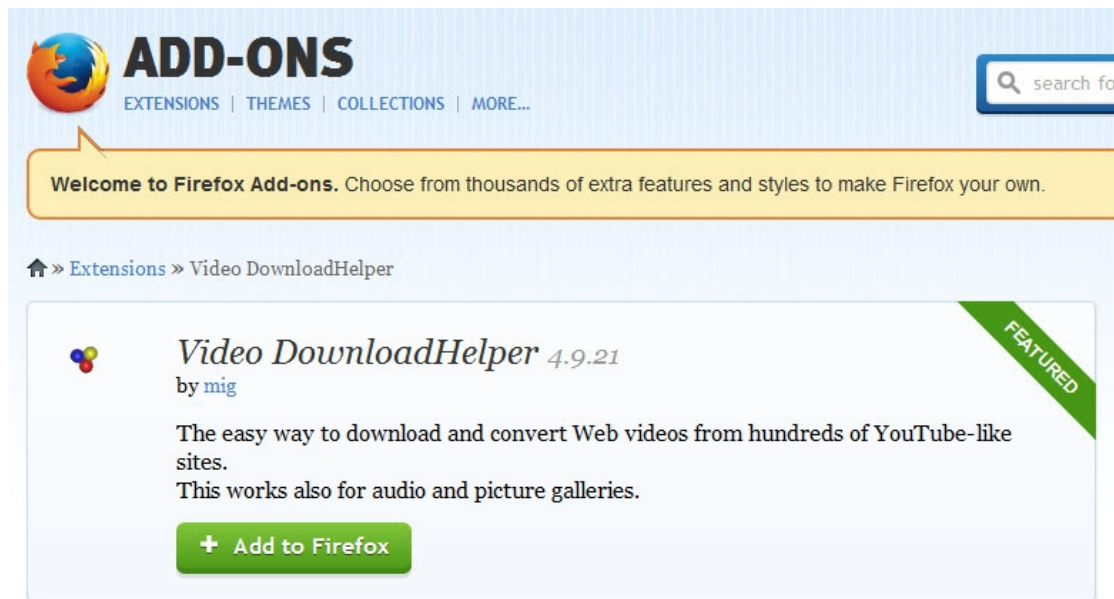 ADD-ONS
EXTENSIONS | THEMES | COLLECTIONS | MORE...
search fo
Welcome to Firefox Add-ons. Choose from thousands of extra features and styles to make Firefox your own.
» Extensions » Video DownloadHelper
FEATURED
Video DownloadHelper 4.9.21
by mig
The easy way to download and convert Web videos from hundreds of YouTube-like
sites.
This works also for audio and picture galleries.
+ Add to Firefox